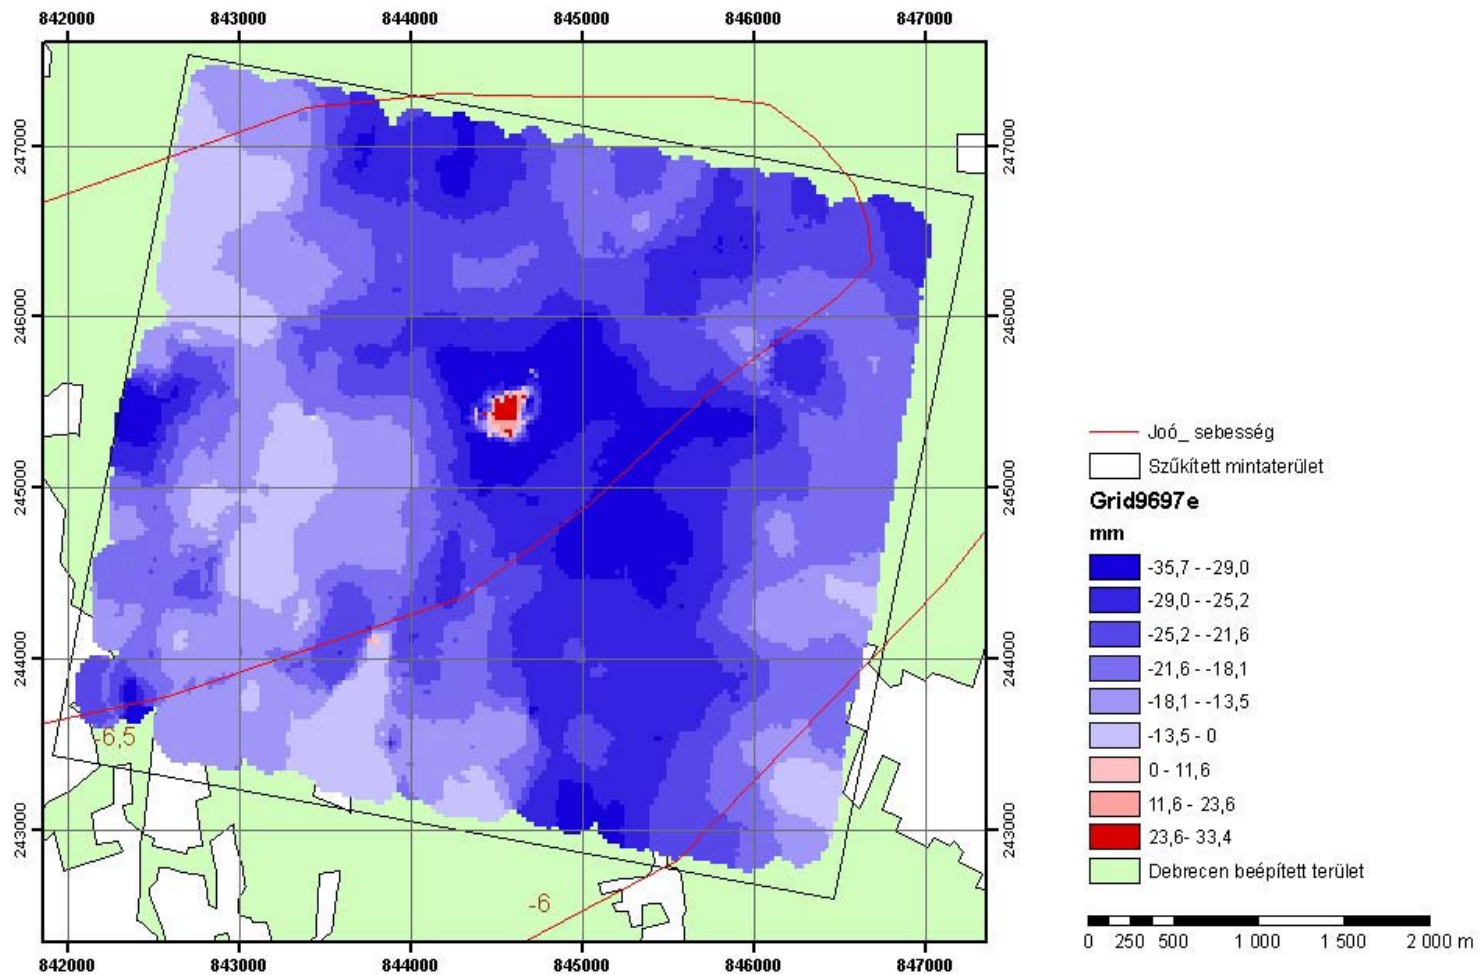 842000 843000 844000 845000 846000 847000
247000 247000
246000 246000
245000 245000
244000 244000
243000 243000
-6,5
-6
842000 843000 844000 845000 846000 847000
Joó_ sebesség
Szűkített mintaterület
Grid9697e
mm
-35,7 - -29,0
-29,0 - -25,2
-25,2 - -21,6
-21,6 - -18,1
-18,1 - -13,5
-13,5 - 0
0 - 11,6
11,6 - 23,6
23,6- 33,4
Debrecen beépített terület
0 250 500 1 000 1 500 2 000 m